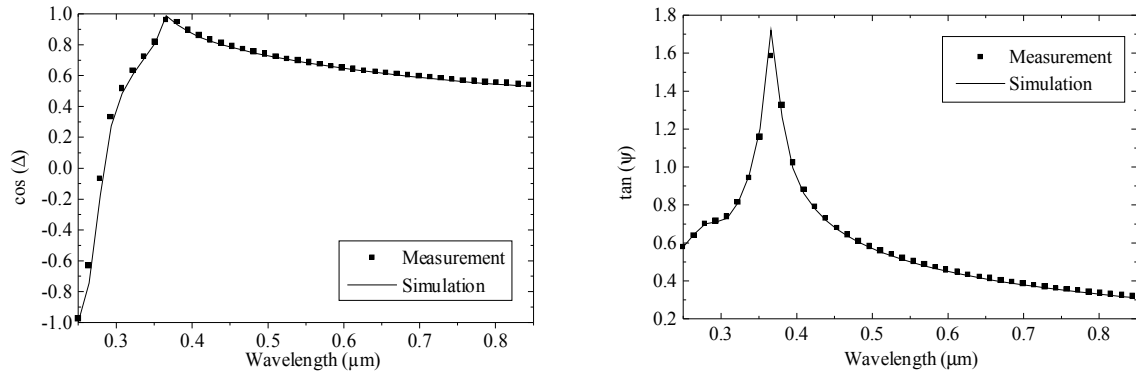 1.0
0.8
0.6
0.4
0.2
0.0
-0.2
-0.4
-0.6
-0.8
-1.0
cos (Δ)
Measurement
Simulation
0.3 0.4 0.5 0.6 0.7 0.8
Wavelength (µm)
1.8
1.6
1.4
1.2
1.0
0.8
0.6
0.4
0.2
tan (ψ)
Measurement
Simulation
0.3 0.4 0.5 0.6 0.7 0.8
Wavelength (µm)